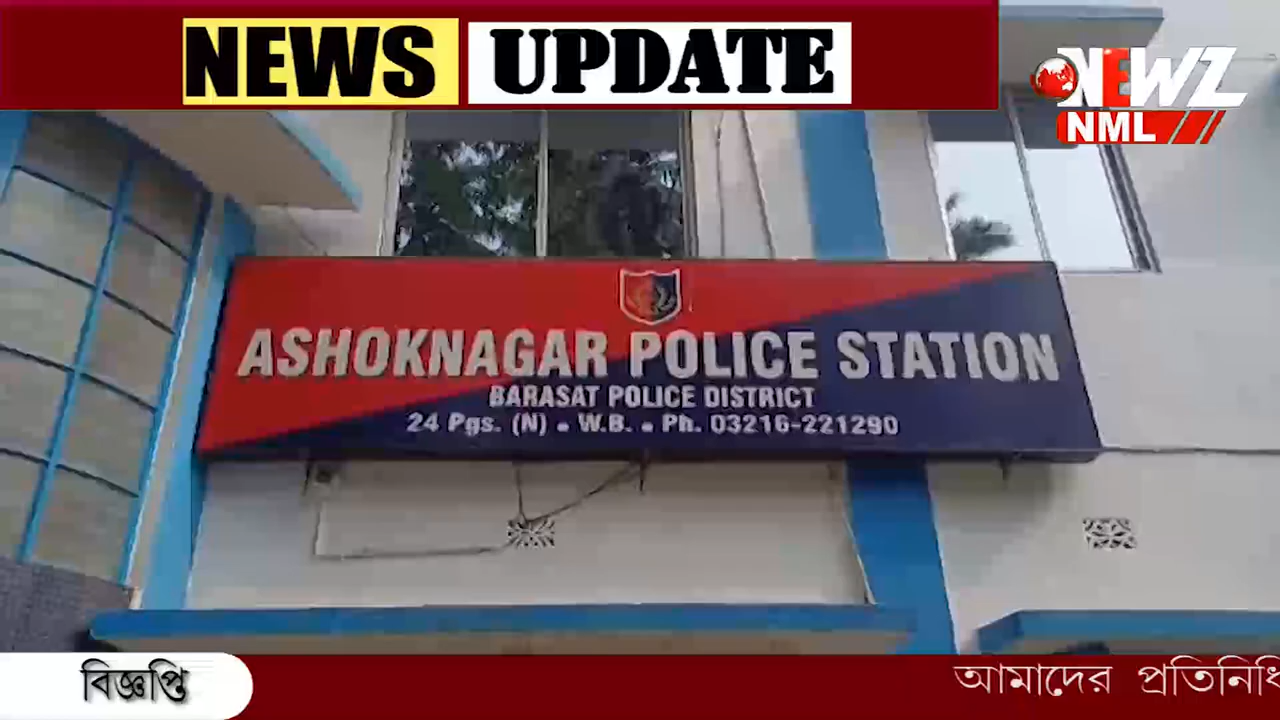 NEWS UPDATE
NEWZ
NML
ASHOKNAGAR POLICE STATION
BARASAT POLICE DISTRICT
24 Pgs. (N) . W.B. . Ph. 03216-221290
বিজ্ঞপ্তি
আমাদের প্রতিনিধি